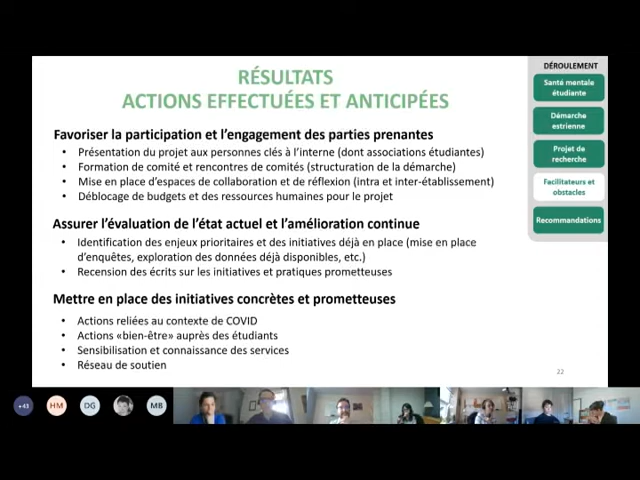 RÉSULTATS
ACTIONS EFFECTUÉES ET ANTICIPÉES
Favoriser la participation et l'engagement des parties prenantes
• Présentation du projet aux personnes clés à l'interne (dont associations étudiantes)
• Formation de comité et rencontres de comités (structuration de la démarche)
• Mise en place d'espaces de collaboration et de réflexion (intra et inter-établissement)
• Déblocage de budgets et des ressources humaines pour le projet
Assurer l'évaluation de l'état actuel et l'amélioration continue
• Identification des enjeux prioritaires et des initiatives déjà en place (mise en place
d'enquêtes, exploration des données déjà disponibles, etc.)
• Recension des écrits sur les initiatives et pratiques prometteuses
Mettre en place des initiatives concrètes et prometteuses
• Actions reliées au contexte de COVID
• Actions «bien-être» auprès des étudiants
• Sensibilisation et connaissance des services
• Réseau de soutien
22
DÉROULEMENT
Santé mentale
étudiante
Démarche
estrienne
Projet de
recherche
Facilitateurs et
obstacles
Recommandations
+43
HM
DG
MB